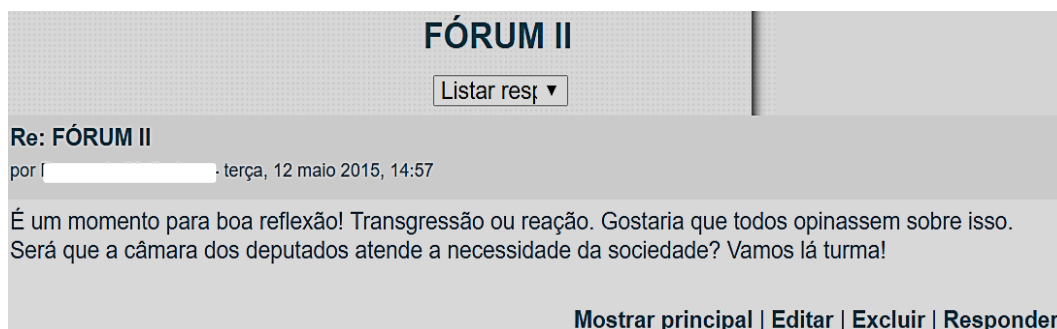 FÓRUM II
Listar resp
Re: FÓRUM II
por - terça, 12 maio 2015, 14:57
É um momento para boa reflexão! Transgressão ou reação. Gostaria que todos opinassem sobre isso.
Será que a câmara dos deputados atende a necessidade da sociedade? Vamos lá turma!
Mostrar principal | Editar | Excluir | Responder